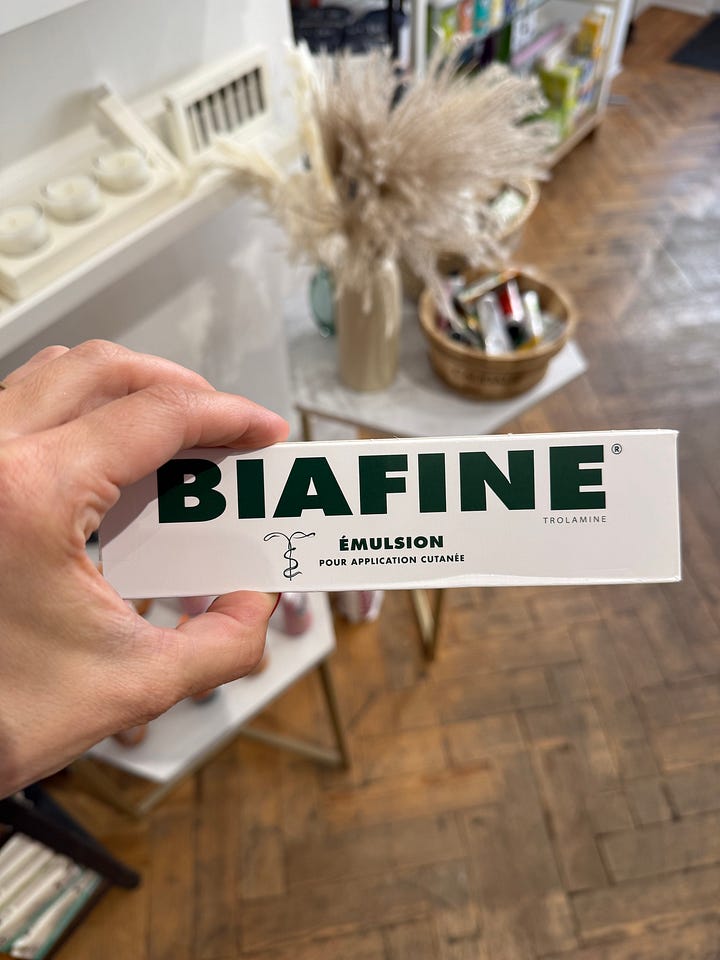 BIAFINE®
TROLAMINE
ÉMULSION
POUR APPLICATION CUTANÉE